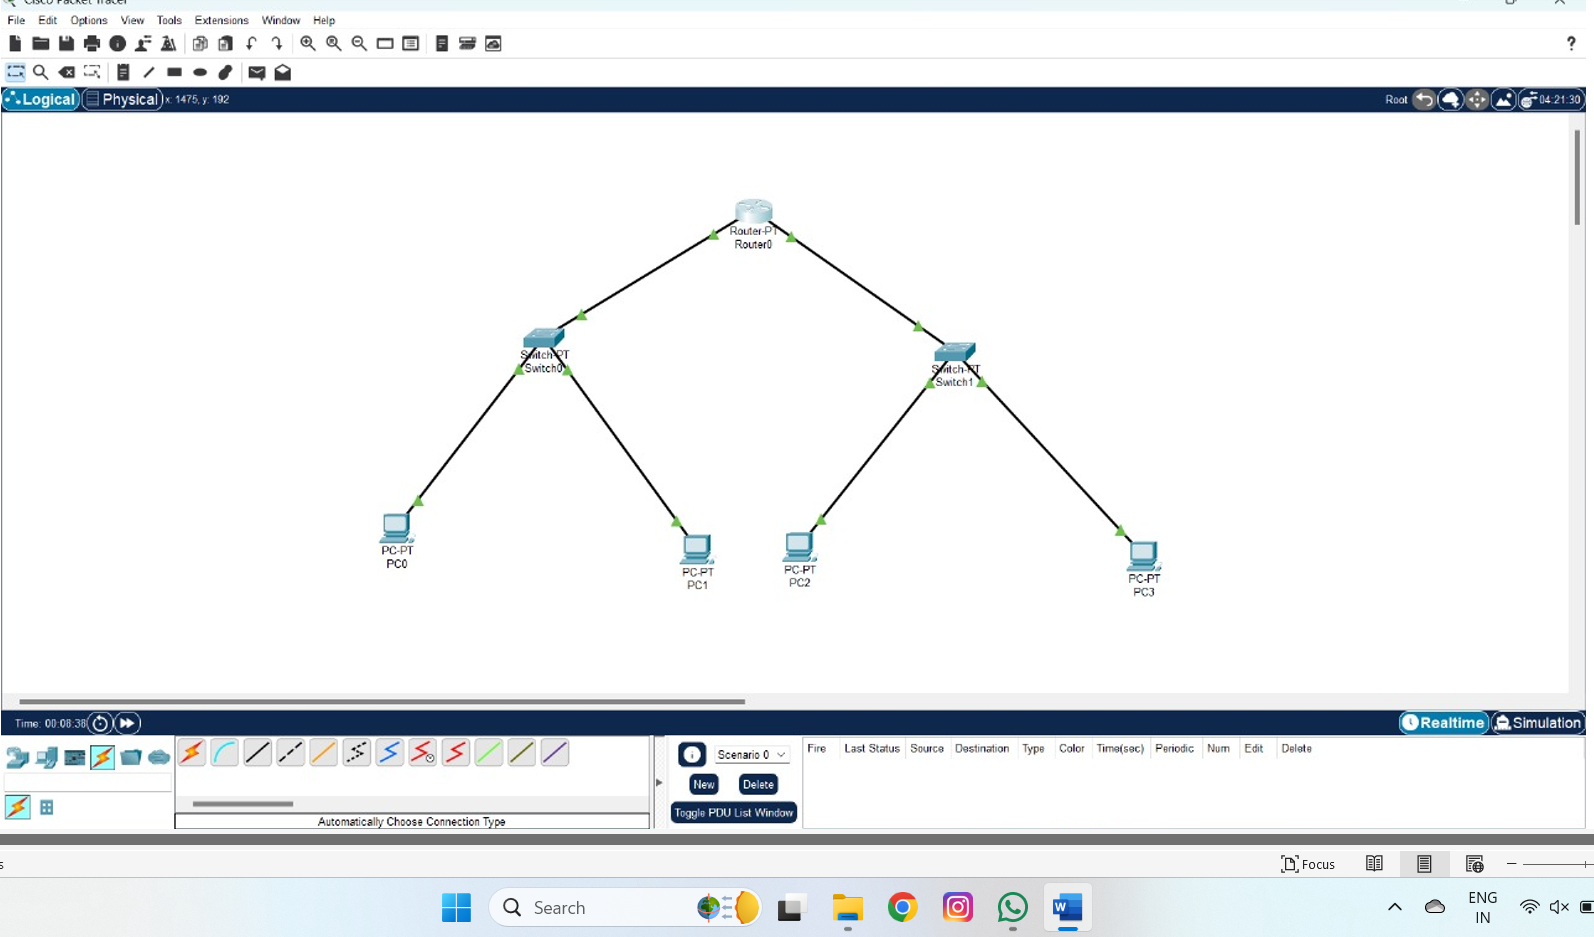 Cisco Packet Tracer
File Edit Options View Tools Extensions Window Help
?
Logical Physical x: 1475, y: 192 Root 04:21:30
Router-PT
Router0
Switch-PT
Switch0
Switch-PT
Switch1
PC-PT
PC0
PC-PT
PC1
PC-PT
PC2
PC-PT
PC3
Time: 00:08:38 Realtime Simulation
Scenario 0
New Delete
Toggle PDU List Window
Fire Last Status Source Destination Type Color Time(sec) Periodic Num Edit Delete
Automatically Choose Connection Type
s
Focus
Search
W
ENG
IN